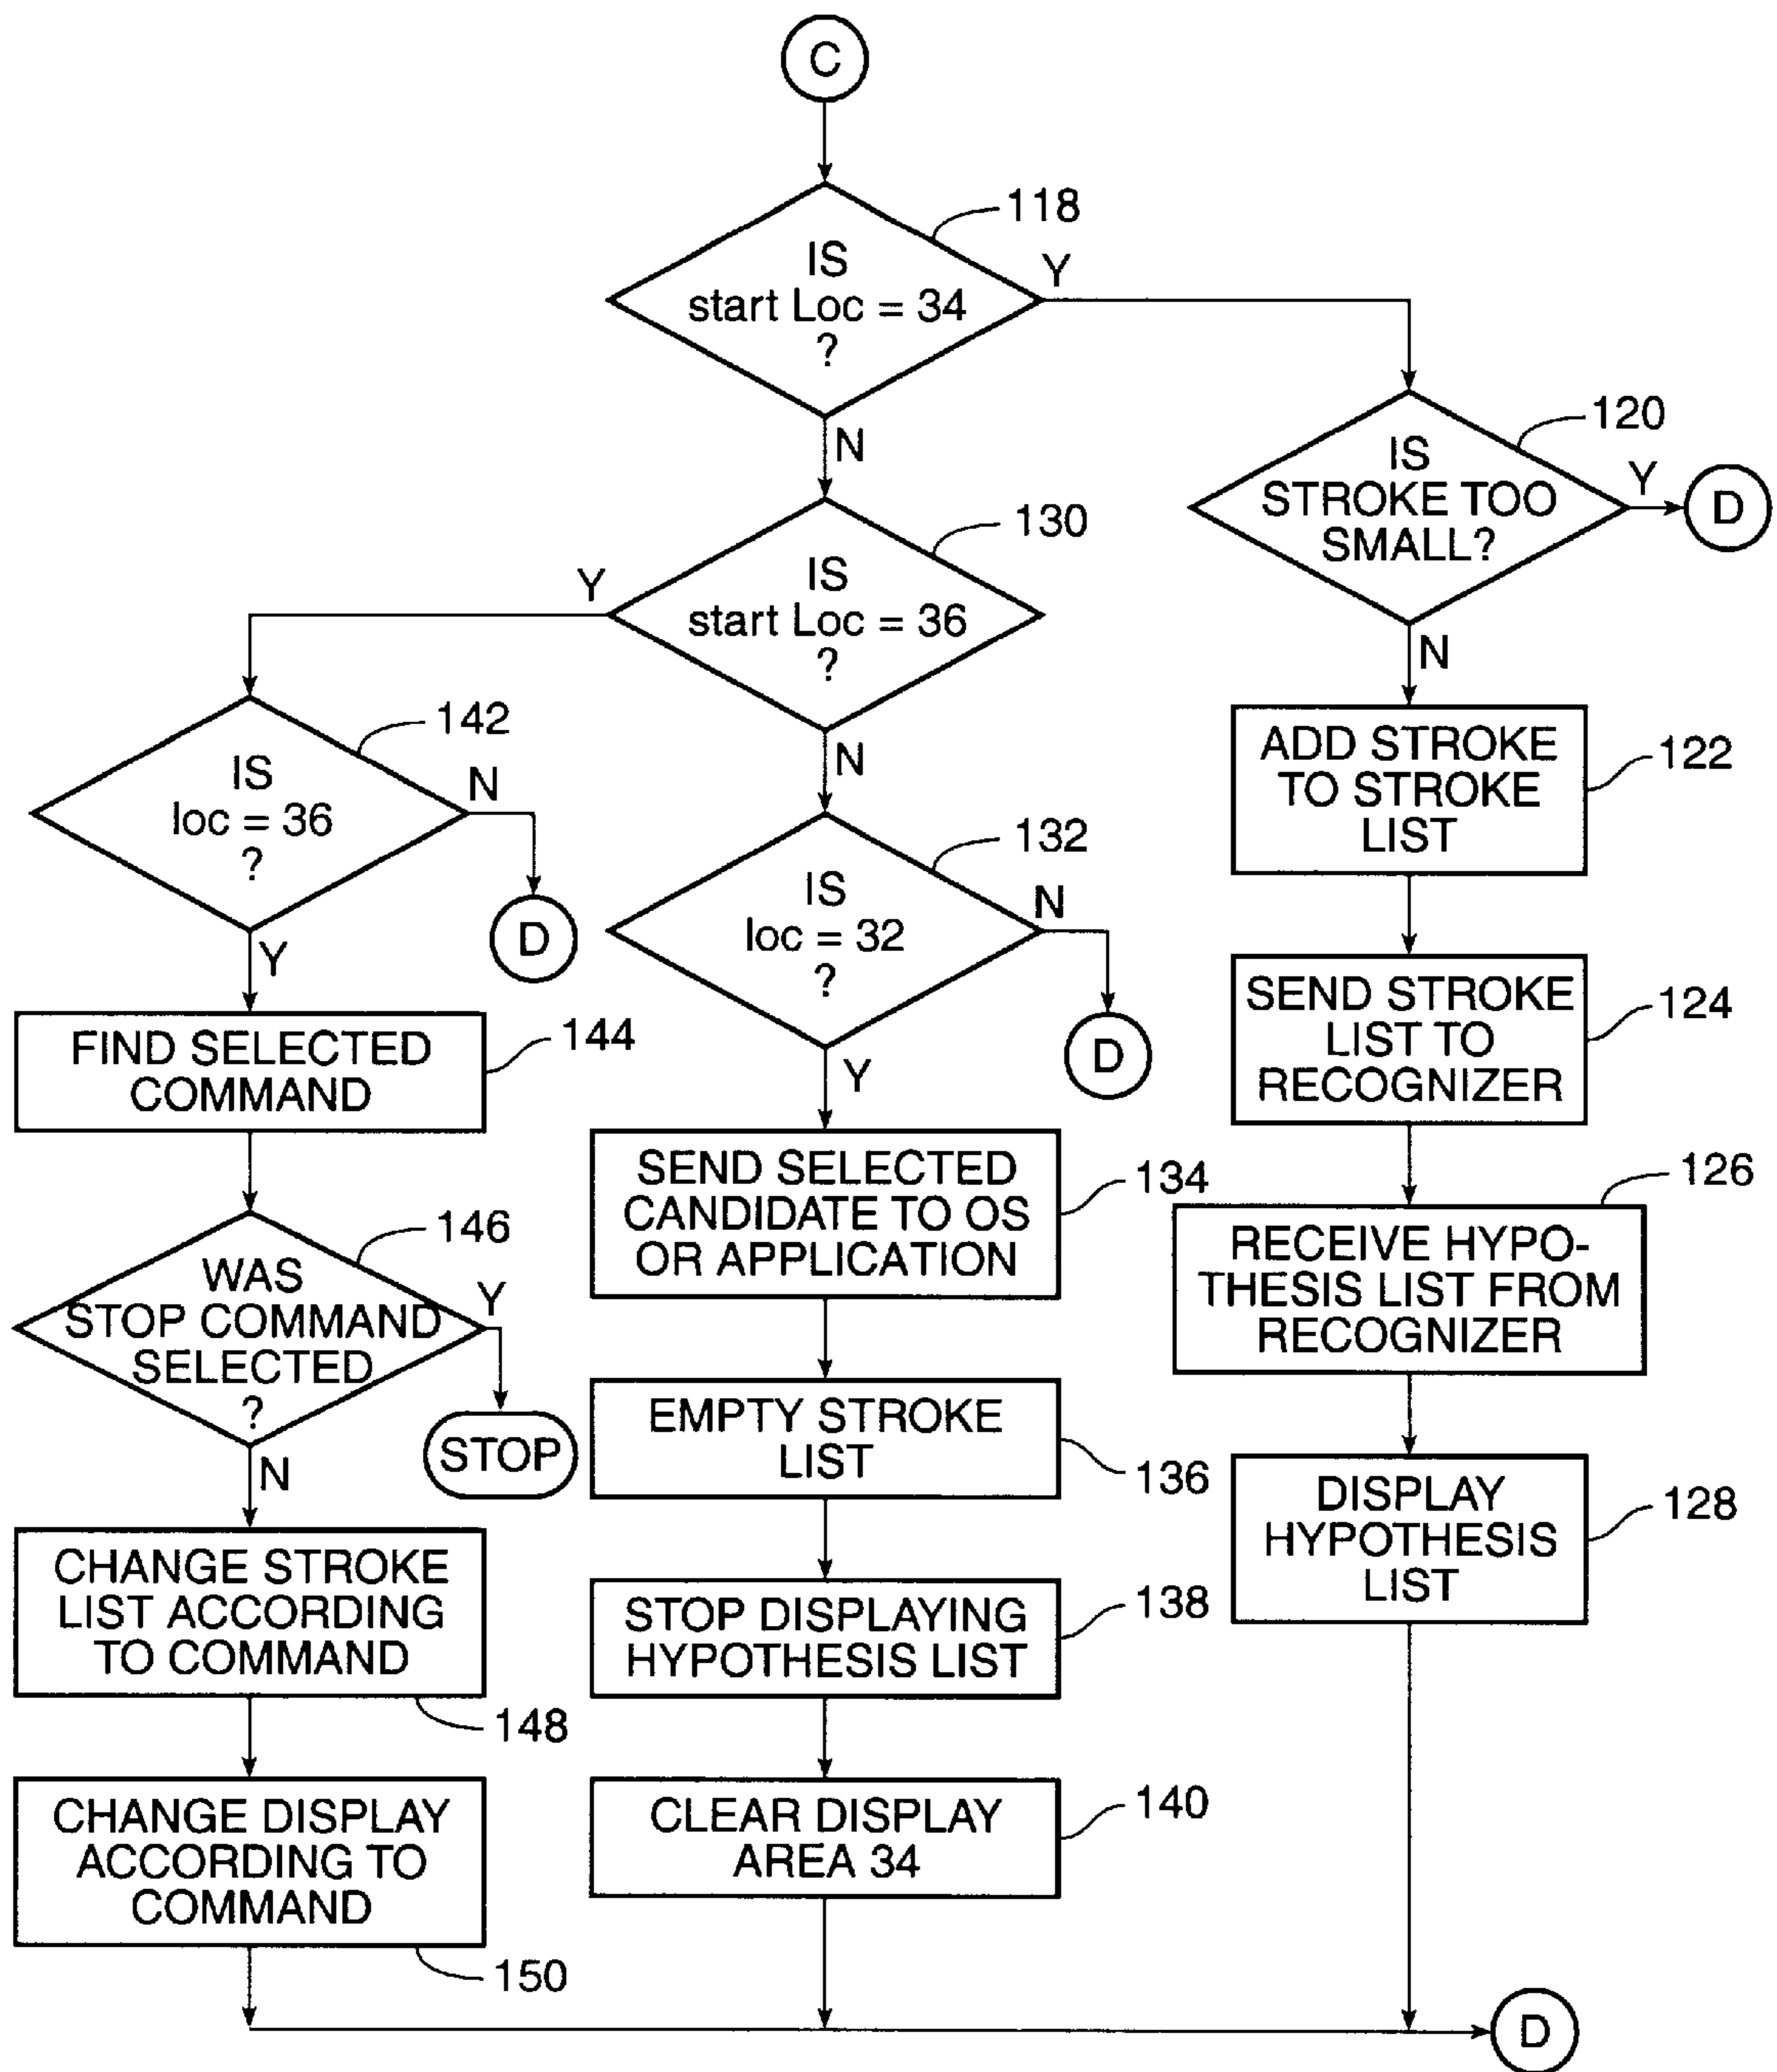 C
118
IS
start Loc = 34
?
Y
N
120
IS
STROKE TOO
SMALL?
Y
D
N
130
IS
start Loc = 36
?
Y
N
122
ADD STROKE
TO STROKE
LIST
142
IS
loc = 36
?
N
D
Y
132
IS
loc = 32
?
N
D
Y
124
SEND STROKE
LIST TO
RECOGNIZER
144
FIND SELECTED
COMMAND
134
SEND SELECTED
CANDIDATE TO OS
OR APPLICATION
126
RECEIVE HYPO-
THESIS LIST FROM
RECOGNIZER
146
WAS
STOP COMMAND
SELECTED
?
Y
STOP
N
136
EMPTY STROKE
LIST
128
DISPLAY
HYPOTHESIS
LIST
CHANGE STROKE
LIST ACCORDING
TO COMMAND
148
138
STOP DISPLAYING
HYPOTHESIS LIST
CHANGE DISPLAY
ACCORDING TO
COMMAND
150
140
CLEAR DISPLAY
AREA 34
D